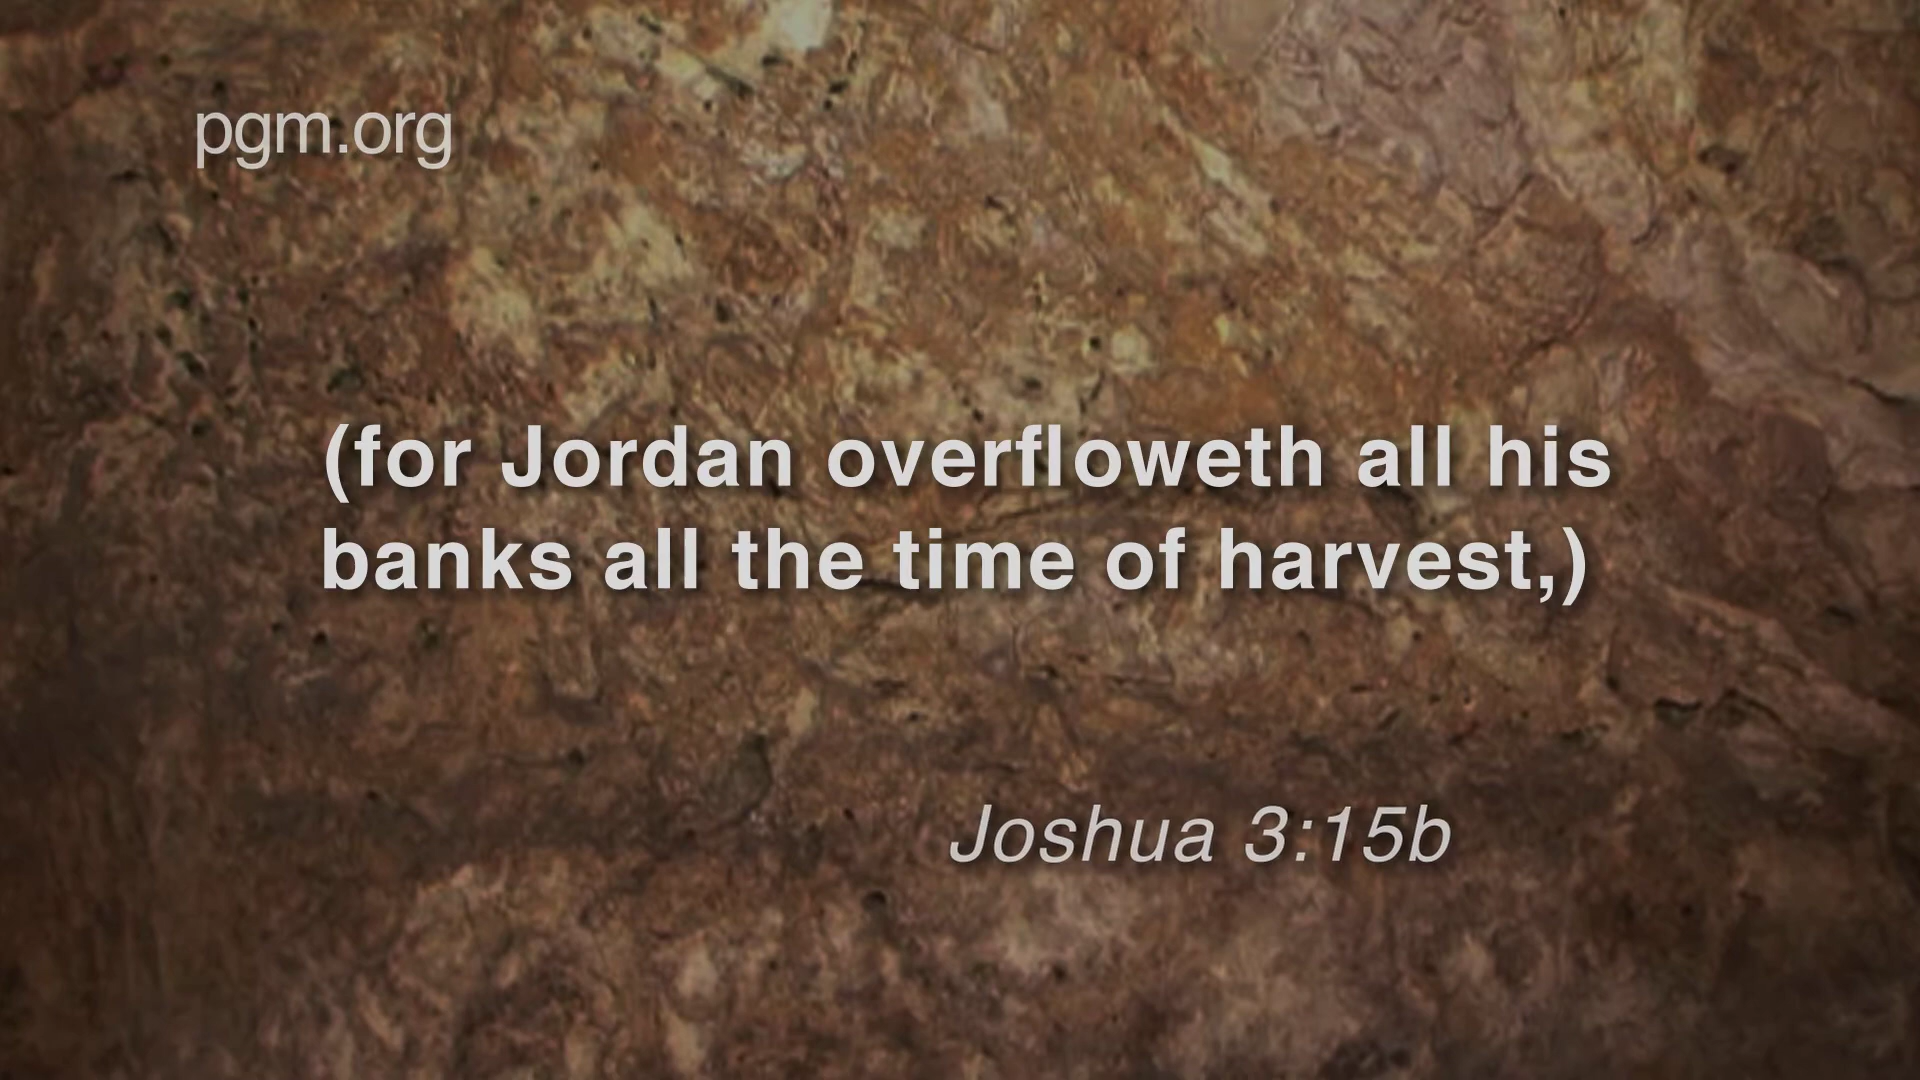 pgm.org
(for Jordan overfloweth all his
banks all the time of harvest,)
Joshua 3:15b